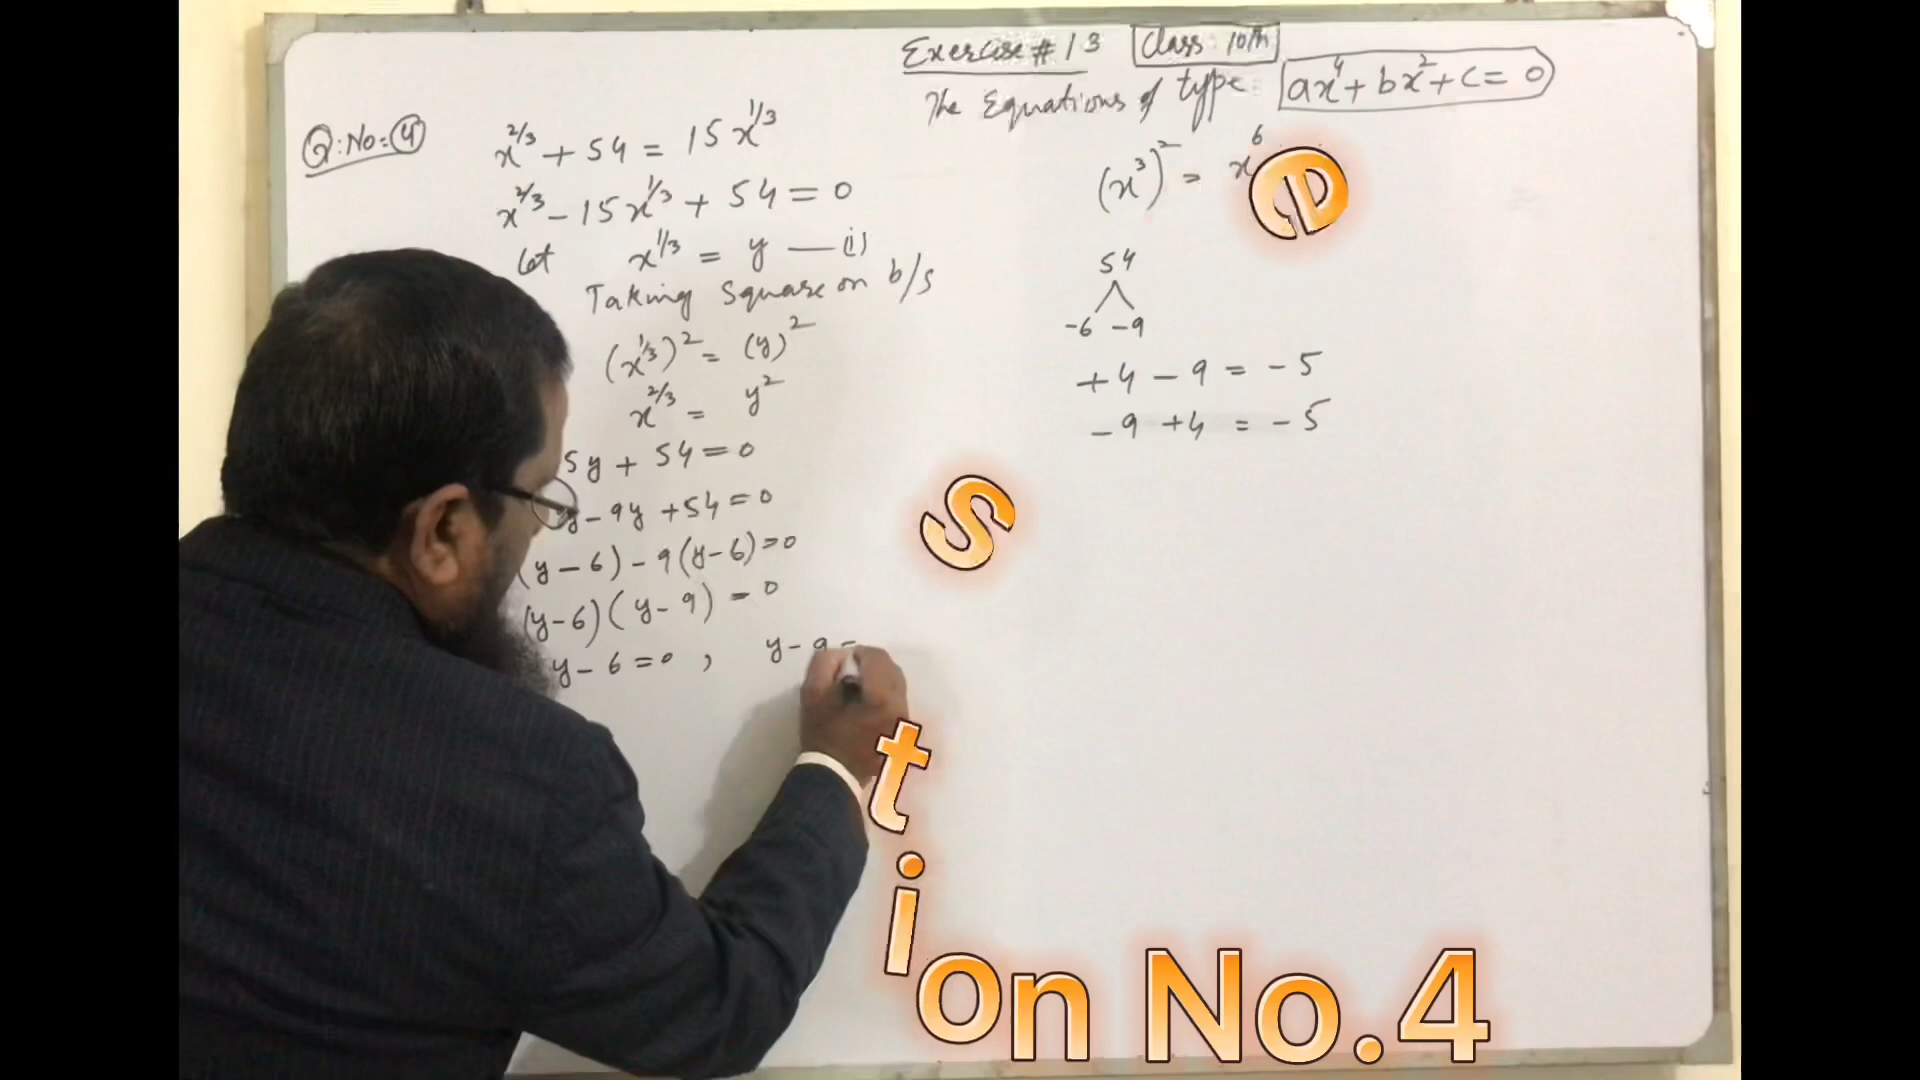 Exercise # 13 Class 10th
The Equations of type ax⁴ + bx² + c = 0
Q:No:4 x^2/3 + 54 = 15x^1/3
x^2/3 - 15x^1/3 + 54 = 0
Let x^1/3 = y — (i)
Taking Square on b/s
(x^1/3)² = (y)²
x^2/3 = y²
5y + 54 = 0
y - 9y + 54 = 0
(y - 6) - 9(y - 6) = 0
(y - 6)(y - 9) = 0
y - 6 = 0 , y - 9 =
(x³)² = x⁶
54
-6 -9
+4 - 9 = -5
-9 + 4 = -5
e
s
t
i
on No.4